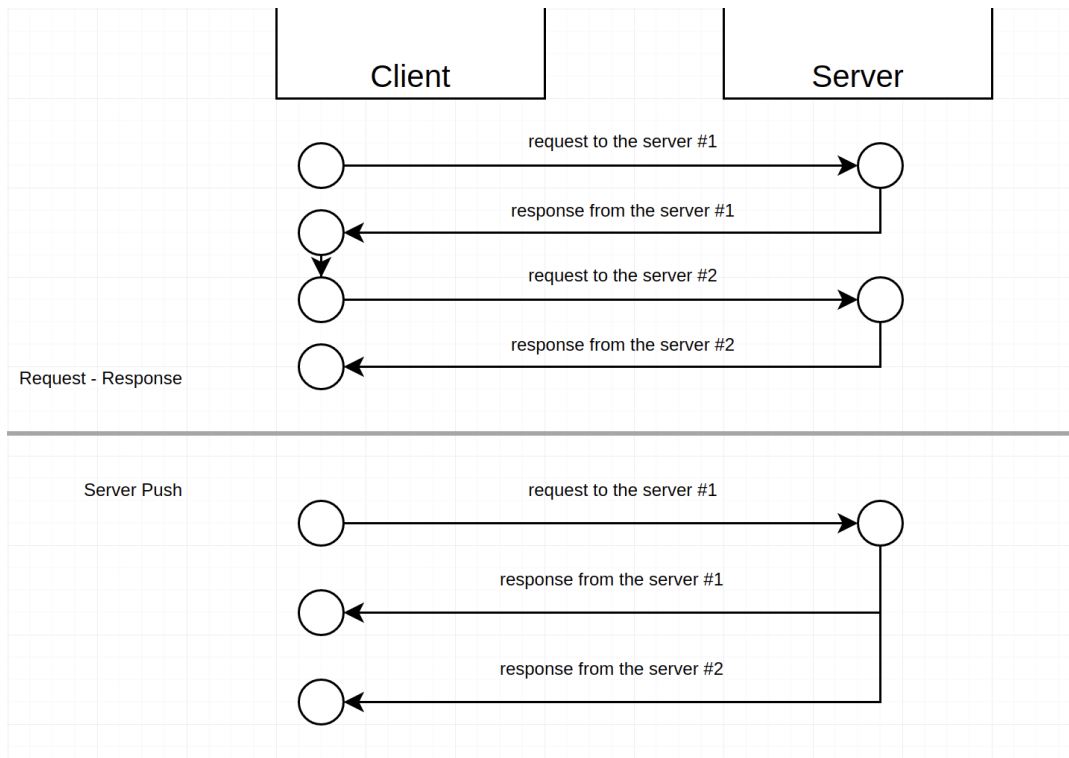 Client
Server
request to the server #1
response from the server #1
request to the server #2
response from the server #2
Request - Response
Server Push
request to the server #1
response from the server #1
response from the server #2